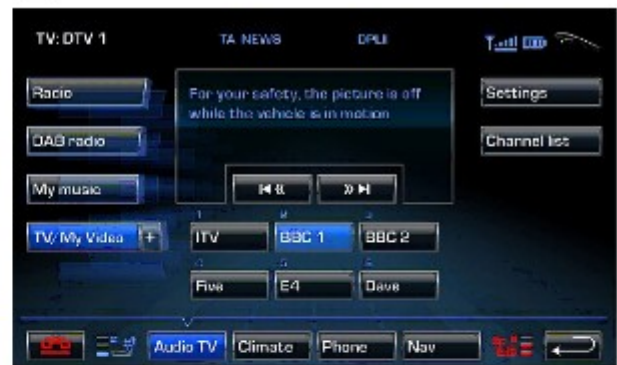 TV: DTV 1
TA NEWS
DPLII
Radio
For your safety, the picture is off
while the vehicle is in motion
Settings
DAB radio
Channel list
My music
TV/ My Video +
1 2 3
ITV
BBC 1
BBC 2
4 5 6
Five
E4
Dave
Audio TV
Climate
Phone
Nav